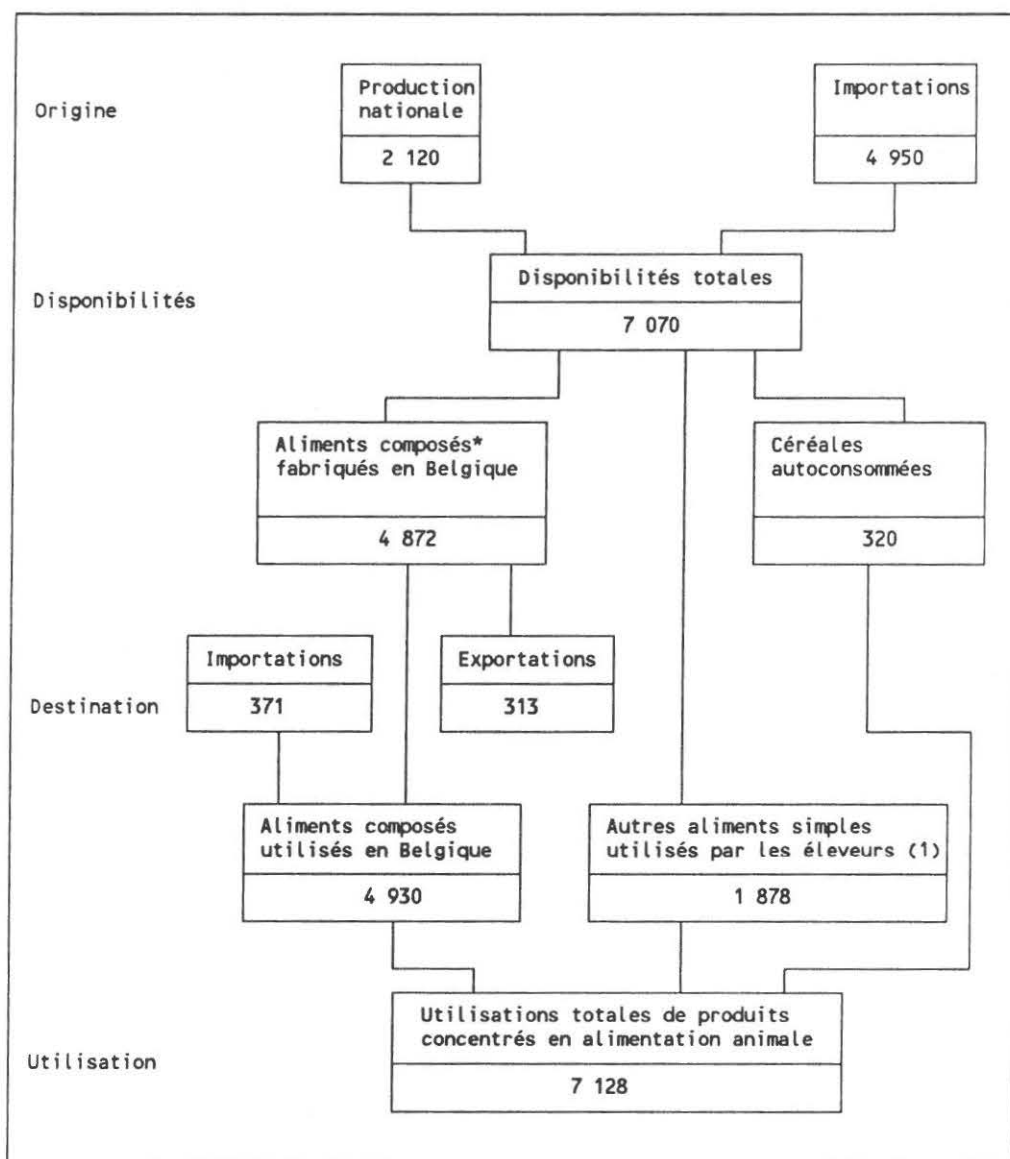 Origine
Production
nationale
2 120
Importations
4 950
Disponibilités
Disponibilités totales
7 070
Aliments composés*
fabriqués en Belgique
4 872
Céréales
autoconsommées
320
Destination
Importations
371
Exportations
313
Aliments composés
utilisés en Belgique
4 930
Autres aliments simples
utilisés par les éleveurs (1)
1 878
Utilisation
Utilisations totales de produits
concentrés en alimentation animale
7 128